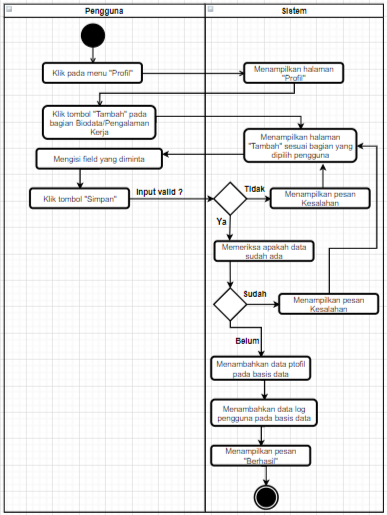 Pengguna
Sistem
Klik pada menu "Profil"
Menampilkan halaman
"Profil"
Klik tombol "Tambah" pada
bagian Biodata/Pengalaman
Kerja
Menampilkan halaman
"Tambah" sesuai bagian yang
dipilih pengguna
Mengisi field yang diminta
Klik tombol "Simpan"
Input valid ?
Tidak
Menampilkan pesan
Kesalahan
Ya
Memeriksa apakah data
sudah ada
Sudah
Menampilkan pesan
Kesalahan
Belum
Menambahkan data ptofil
pada basis data
Menambahkan data log
pengguna pada basis data
Menampilkan pesan
"Berhasil"